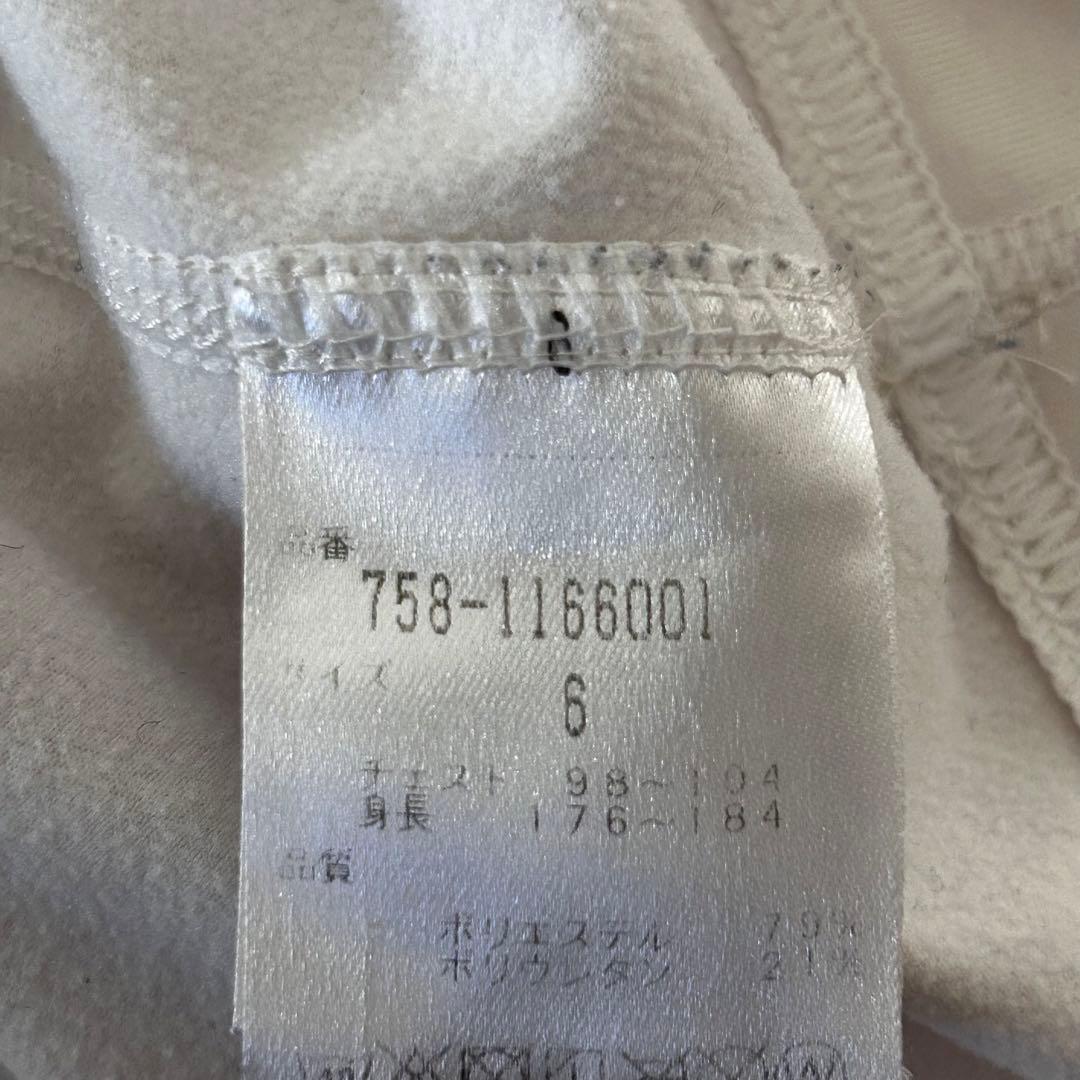 品番
758-1166001
サイズ
6
チェスト 98~104
身長 176~184
品質
ポリエステル 79%
ポリウレタン 21%